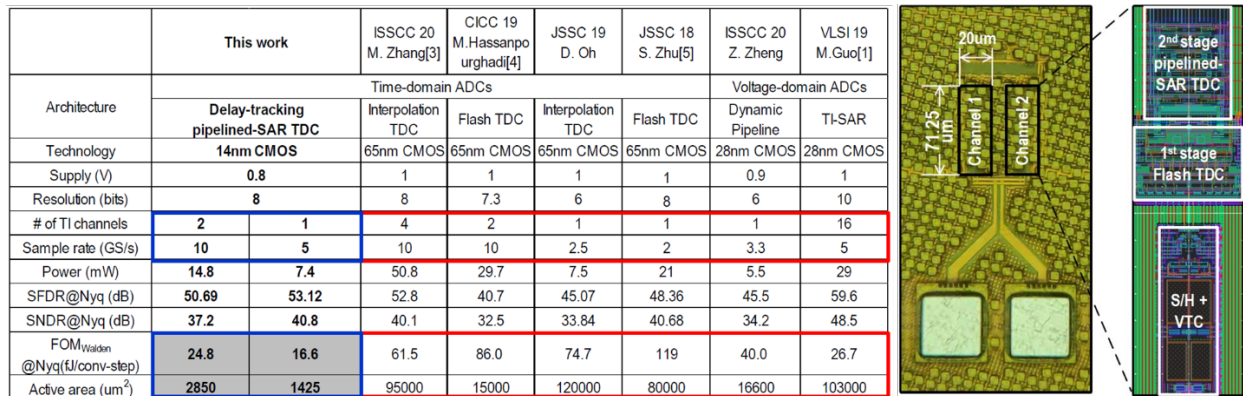 This work
ISSCC 20 M. Zhang[3]
CICC 19 M.Hassanpo urghadi[4]
JSSC 19 D. Oh
JSSC 18 S. Zhu[5]
ISSCC 20 Z. Zheng
VLSI 19 M.Guo[1]
Architecture
Time-domain ADCs
Voltage-domain ADCs
Delay-tracking pipelined-SAR TDC
Interpolation TDC
Flash TDC
Interpolation TDC
Flash TDC
Dynamic Pipeline
TI-SAR
Technology 14nm CMOS 65nm CMOS 65nm CMOS 65nm CMOS 65nm CMOS 28nm CMOS 28nm CMOS
Supply (V) 0.8 1 1 1 1 0.9 1
Resolution (bits) 8 8 7.3 6 8 6 10
# of TI channels 2 1 4 2 1 1 1 16
Sample rate (GS/s) 10 5 10 10 2.5 2 3.3 5
Power (mW) 14.8 7.4 50.8 29.7 7.5 21 5.5 29
SFDR@Nyq (dB) 50.69 53.12 52.8 40.7 45.07 48.36 45.5 59.6
SNDR@Nyq (dB) 37.2 40.8 40.1 32.5 33.84 40.68 34.2 48.5
FOMWalden @Nyq(fJ/conv-step) 24.8 16.6 61.5 86.0 74.7 119 40.0 26.7
Active area (um2) 2850 1425 95000 15000 120000 80000 16600 103000
20um
71.25 um
Channel 1
Channel 2
2nd stage
pipelined-
SAR TDC
1st stage
Flash TDC
S/H +
VTC